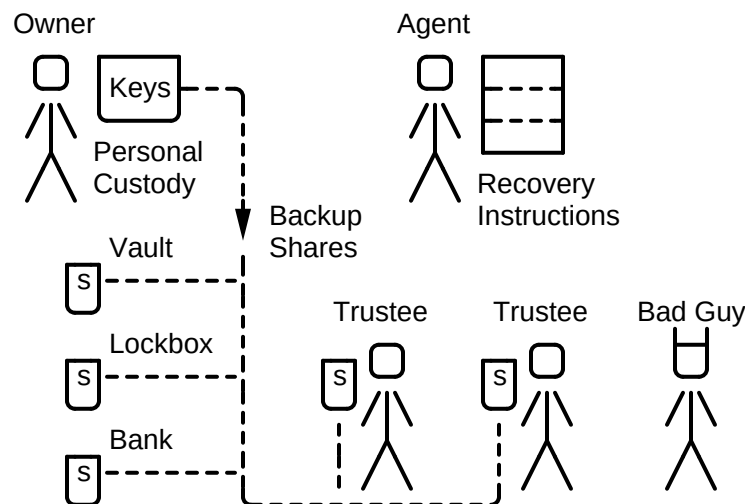 Owner
Agent
Keys
Personal
Custody
Recovery
Instructions
Backup
Shares
Vault
s
Trustee
Trustee
Bad Guy
Lockbox
s
s
s
Bank
s